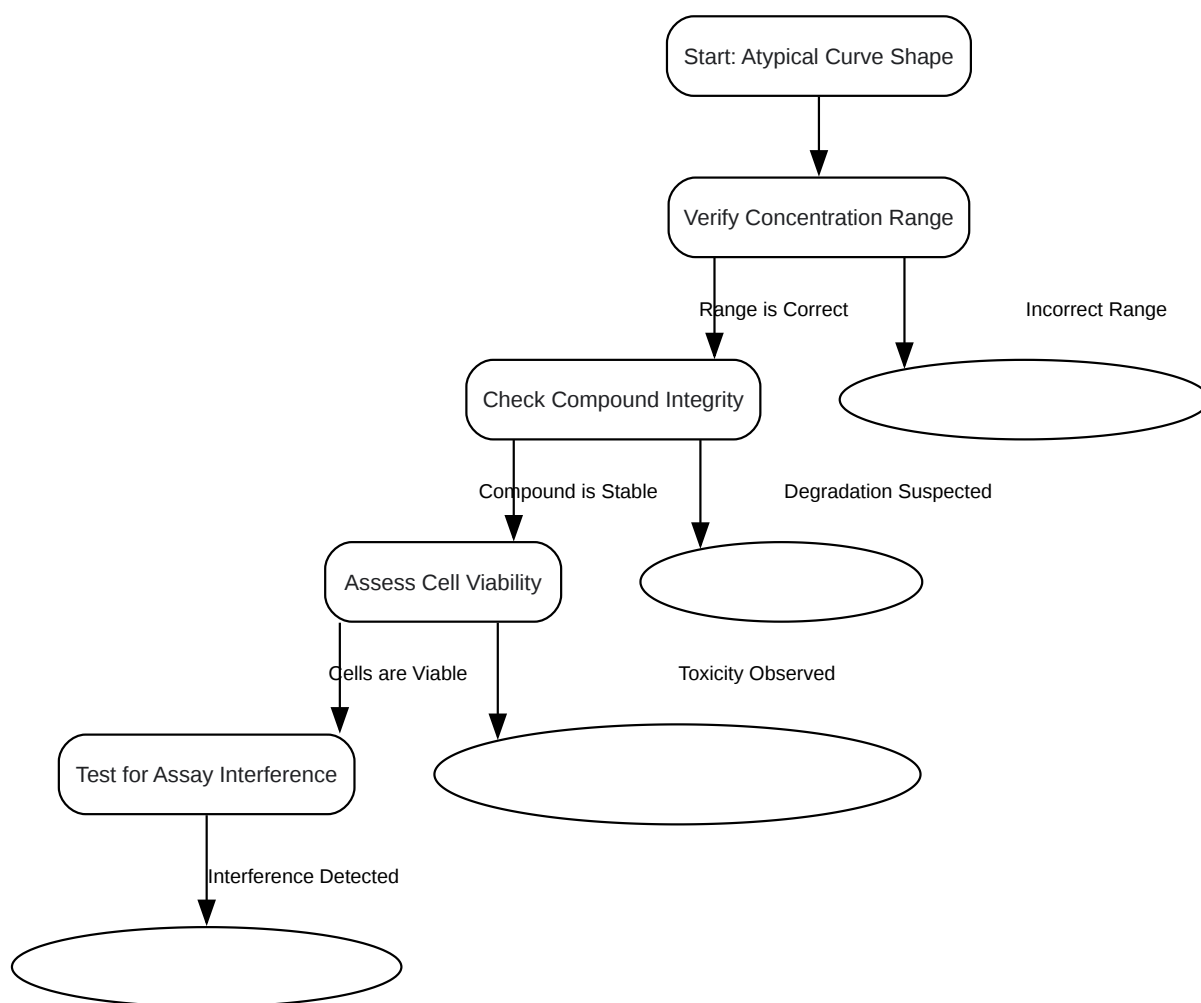 Start: Atypical Curve Shape
Verify Concentration Range
Range is Correct
Incorrect Range
Check Compound Integrity
Compound is Stable
Degradation Suspected
Assess Cell Viability
Cells are Viable
Toxicity Observed
Test for Assay Interference
Interference Detected